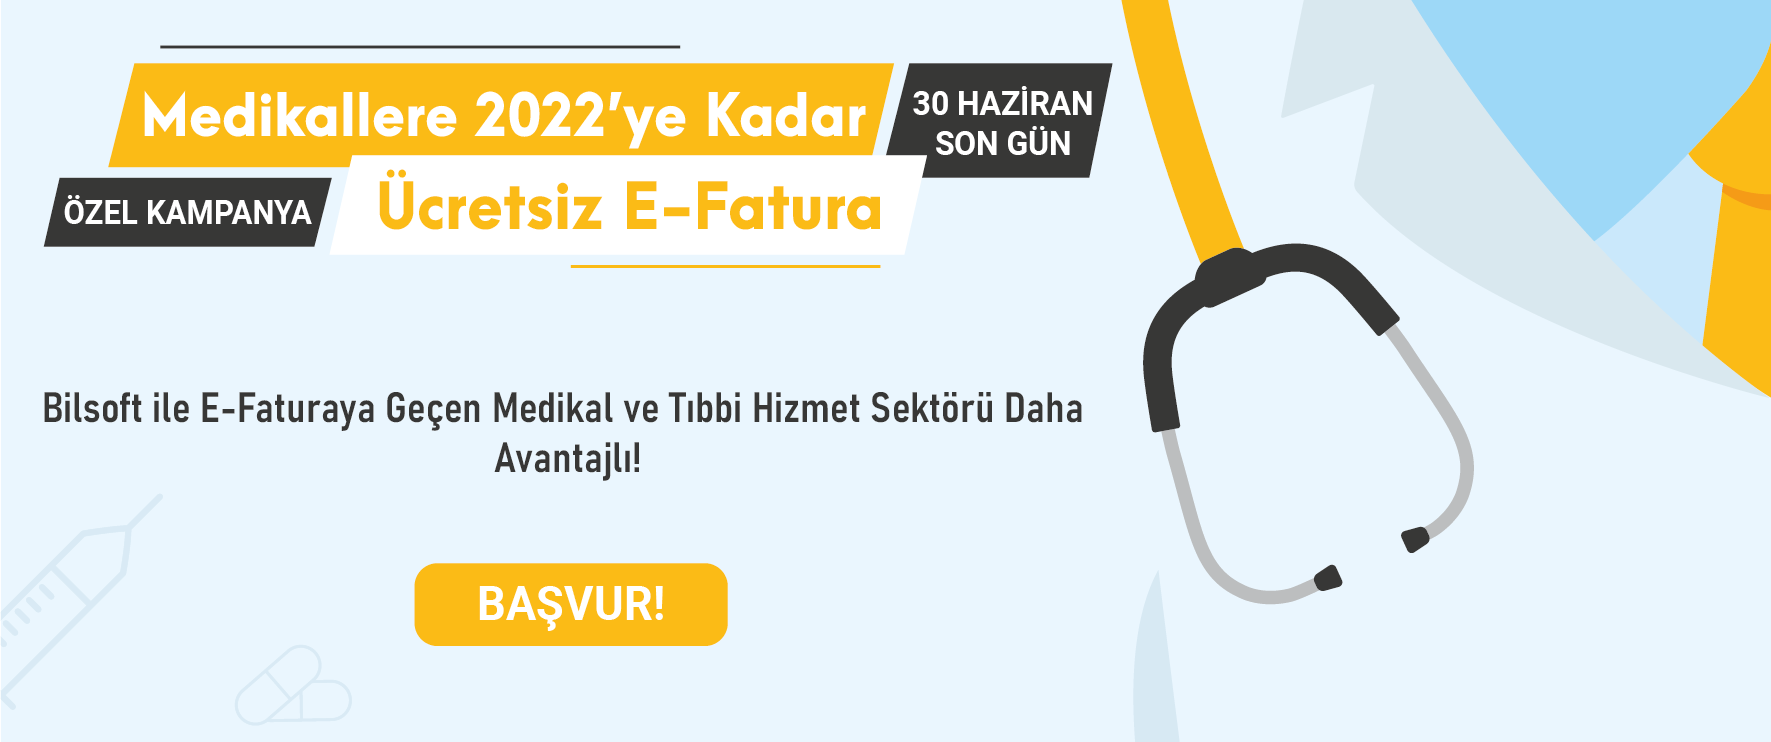 Medikallere 2022'ye Kadar
30 HAZİRAN
SON GÜN
ÖZEL KAMPANYA
Ücretsiz E-Fatura
Bilsoft ile E-Faturaya Geçen Medikal ve Tıbbi Hizmet Sektörü Daha
Avantajlı!
BAŞVUR!